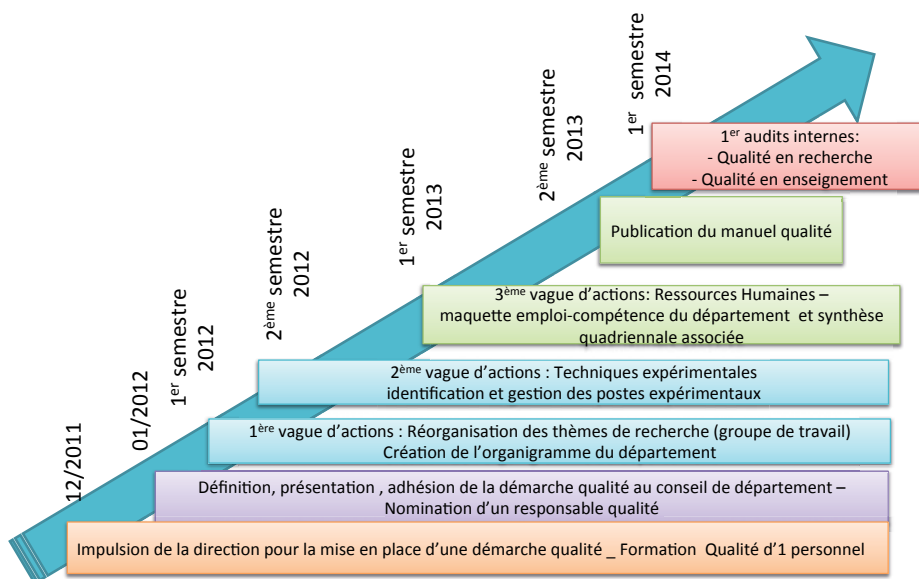 12/2011
01/2012
1er semestre
2012
2ème semestre
2012
1er semestre
2013
2ème semestre
2013
1er semestre
2014
1er audits internes:
- Qualité en recherche
- Qualité en enseignement
Publication du manuel qualité
3ème vague d'actions: Ressources Humaines –
maquette emploi-compétence du département et synthèse
quadriennale associée
2ème vague d'actions : Techniques expérimentales
identification et gestion des postes expérimentaux
1ère vague d'actions : Réorganisation des thèmes de recherche (groupe de travail)
Création de l'organigramme du département
Définition, présentation , adhésion de la démarche qualité au conseil de département –
Nomination d'un responsable qualité
Impulsion de la direction pour la mise en place d'une démarche qualité _ Formation Qualité d'1 personnel